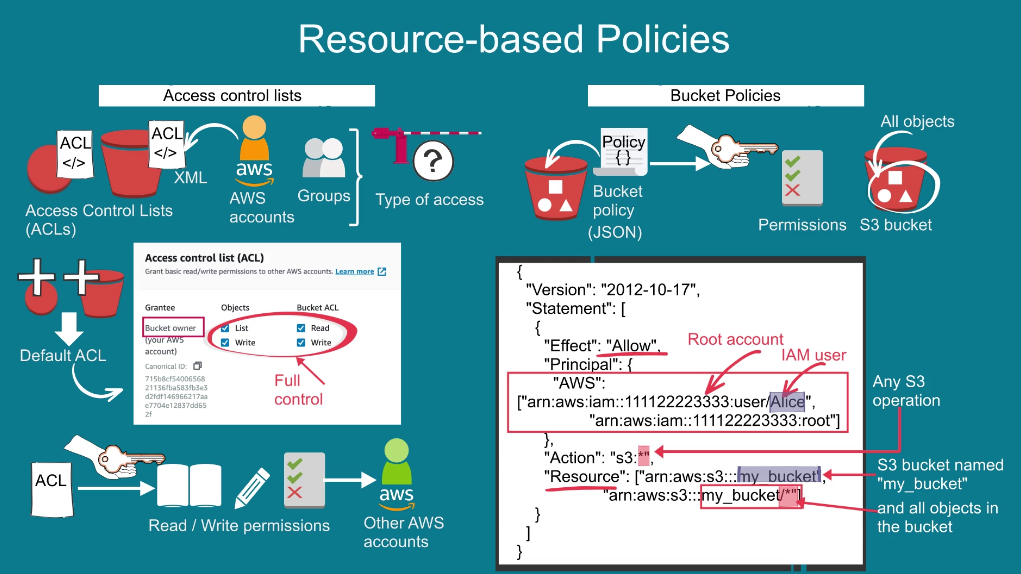 Resource-based Policies
Access control lists
ACL
</>
ACL
</>
XML
aws
AWS
accounts
Groups
?
Type of access
Access Control Lists
(ACLs)
Default ACL
Access control list (ACL)
Grant basic read/write permissions to other AWS accounts. Learn more
Grantee
Objects
Bucket ACL
Bucket owner
(your AWS
account)
List
Read
Write
Write
Canonical ID:
715b8cf54006568
21136fba583fb3e3
d2fdf146966217aa
e7704e12837dd65
2f
Full
control
ACL
Read / Write permissions
aws
Other AWS
accounts
Bucket Policies
Policy
{ }
Bucket
policy
(JSON)
Permissions
All objects
S3 bucket
{
"Version": "2012-10-17",
"Statement": [
{
"Effect": "Allow",
"Principal": {
"AWS":
["arn:aws:iam::111122223333:user/Alice",
"arn:aws:iam::111122223333:root"]
},
"Action": "s3:*",
"Resource": ["arn:aws:s3:::my_bucket",
"arn:aws:s3:::my_bucket/*"]
}
]
}
Root account
IAM user
Any S3
operation
S3 bucket named
"my_bucket"
and all objects in
the bucket